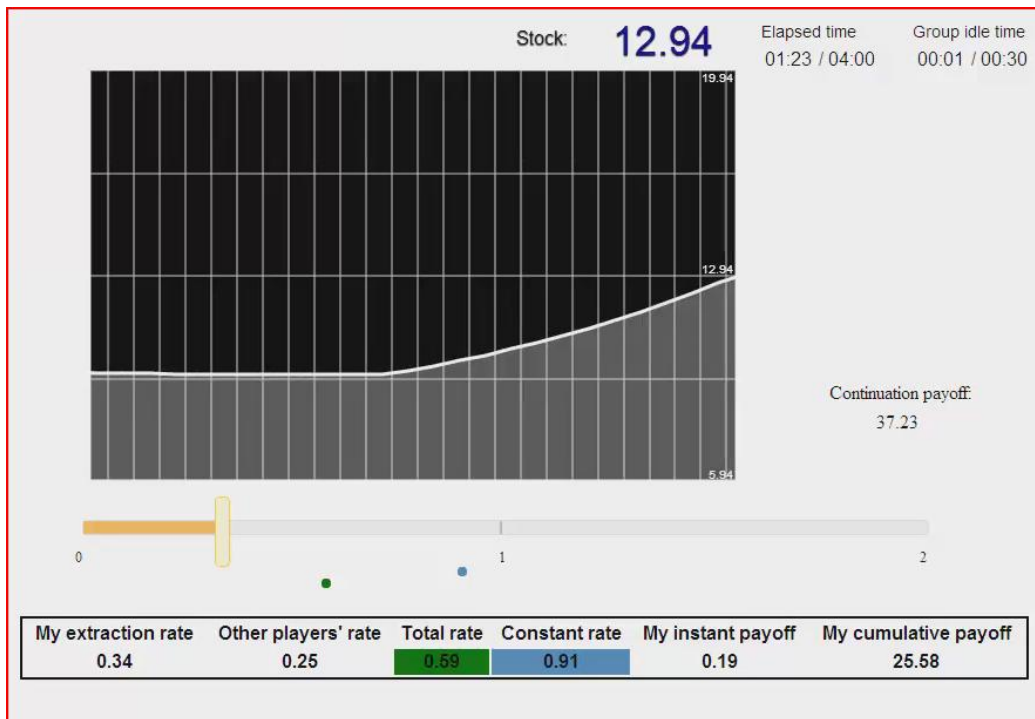 Stock: 12.94
Elapsed time
01:23 / 04:00
Group idle time
00:01 / 00:30
19.94
12.94
5.94
Continuation payoff:
37.23
0 1 2
My extraction rate Other players' rate Total rate Constant rate My instant payoff My cumulative payoff
0.34 0.25 0.59 0.91 0.19 25.58